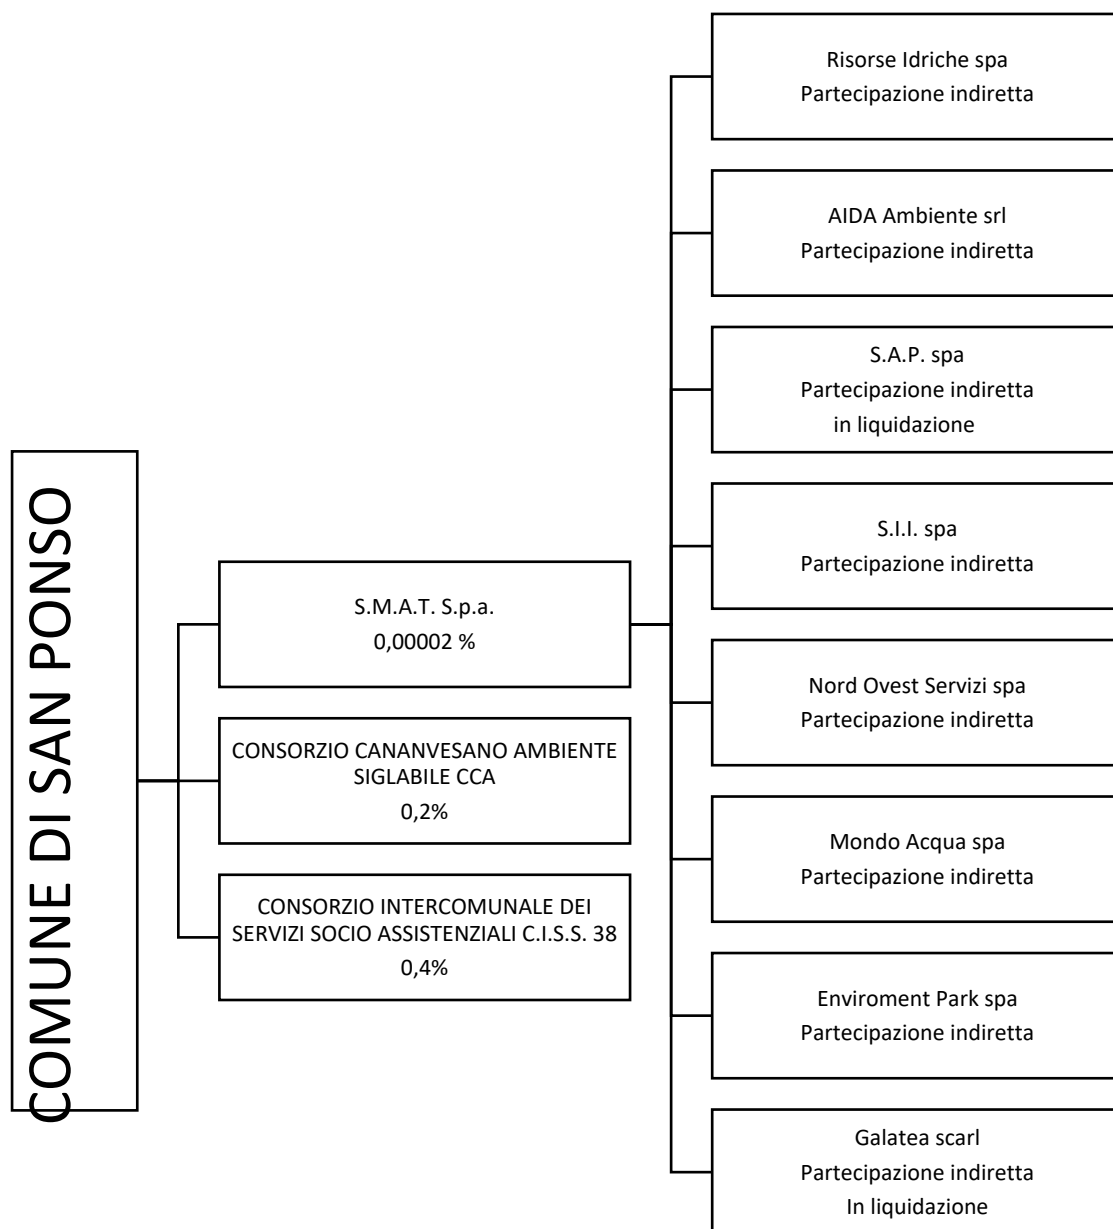 COMUNE DI SAN PONSO
S.M.A.T. S.p.a.
0,00002 %
CONSORZIO CANANVESANO AMBIENTE
SIGLABILE CCA
0,2%
CONSORZIO INTERCOMUNALE DEI
SERVIZI SOCIO ASSISTENZIALI C.I.S.S. 38
0,4%
Risorse Idriche spa
Partecipazione indiretta
AIDA Ambiente srl
Partecipazione indiretta
S.A.P. spa
Partecipazione indiretta
in liquidazione
S.I.I. spa
Partecipazione indiretta
Nord Ovest Servizi spa
Partecipazione indiretta
Mondo Acqua spa
Partecipazione indiretta
Enviroment Park spa
Partecipazione indiretta
Galatea scarl
Partecipazione indiretta
In liquidazione